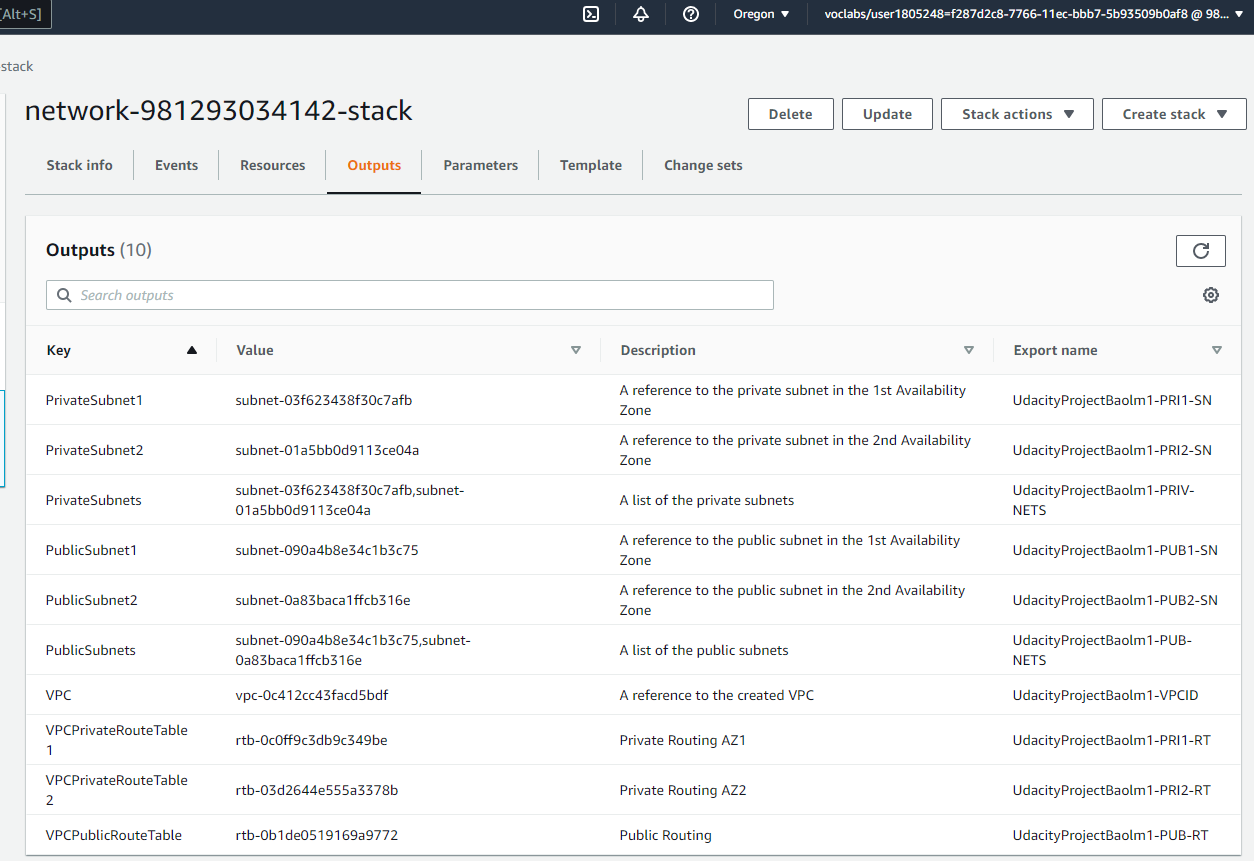 [Alt+S]
Oregon
voclabs/user1805248=f287d2c8-7766-11ec-bbb7-5b93509b0af8 @ 98...
stack
network-981293034142-stack
Delete
Update
Stack actions
Create stack
Stack info
Events
Resources
Outputs
Parameters
Template
Change sets
Outputs (10)
Search outputs
Key
Value
Description
Export name
PrivateSubnet1
subnet-03f623438f30c7afb
A reference to the private subnet in the 1st Availability
Zone
UdacityProjectBaolm1-PRI1-SN
PrivateSubnet2
subnet-01a5bb0d9113ce04a
A reference to the private subnet in the 2nd Availability
Zone
UdacityProjectBaolm1-PRI2-SN
PrivateSubnets
subnet-03f623438f30c7afb,subnet-
01a5bb0d9113ce04a
A list of the private subnets
UdacityProjectBaolm1-PRIV-
NETS
PublicSubnet1
subnet-090a4b8e34c1b3c75
A reference to the public subnet in the 1st Availability
Zone
UdacityProjectBaolm1-PUB1-SN
PublicSubnet2
subnet-0a83baca1ffcb316e
A reference to the public subnet in the 2nd Availability
Zone
UdacityProjectBaolm1-PUB2-SN
PublicSubnets
subnet-090a4b8e34c1b3c75,subnet-
0a83baca1ffcb316e
A list of the public subnets
UdacityProjectBaolm1-PUB-
NETS
VPC
vpc-0c412cc43facd5bdf
A reference to the created VPC
UdacityProjectBaolm1-VPCID
VPCPrivateRouteTable
1
rtb-0c0ff9c3db9c349be
Private Routing AZ1
UdacityProjectBaolm1-PRI1-RT
VPCPrivateRouteTable
2
rtb-03d2644e555a3378b
Private Routing AZ2
UdacityProjectBaolm1-PRI2-RT
VPCPublicRouteTable
rtb-0b1de0519169a9772
Public Routing
UdacityProjectBaolm1-PUB-RT